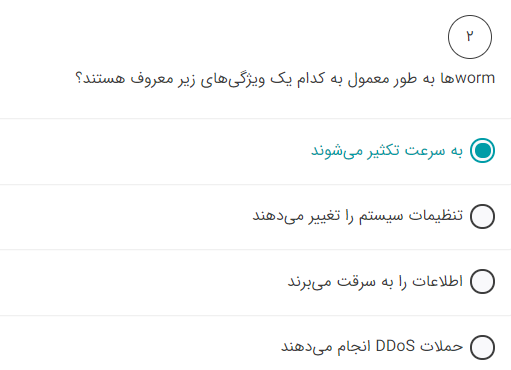 ۲
wormها به طور معمول به کدام یک ویژگی‌های زیر معروف هستند؟
به سرعت تکثیر می‌شوند
تنظیمات سیستم را تغییر می‌دهند
اطلاعات را به سرقت می‌برند
حملات DDoS انجام می‌دهند